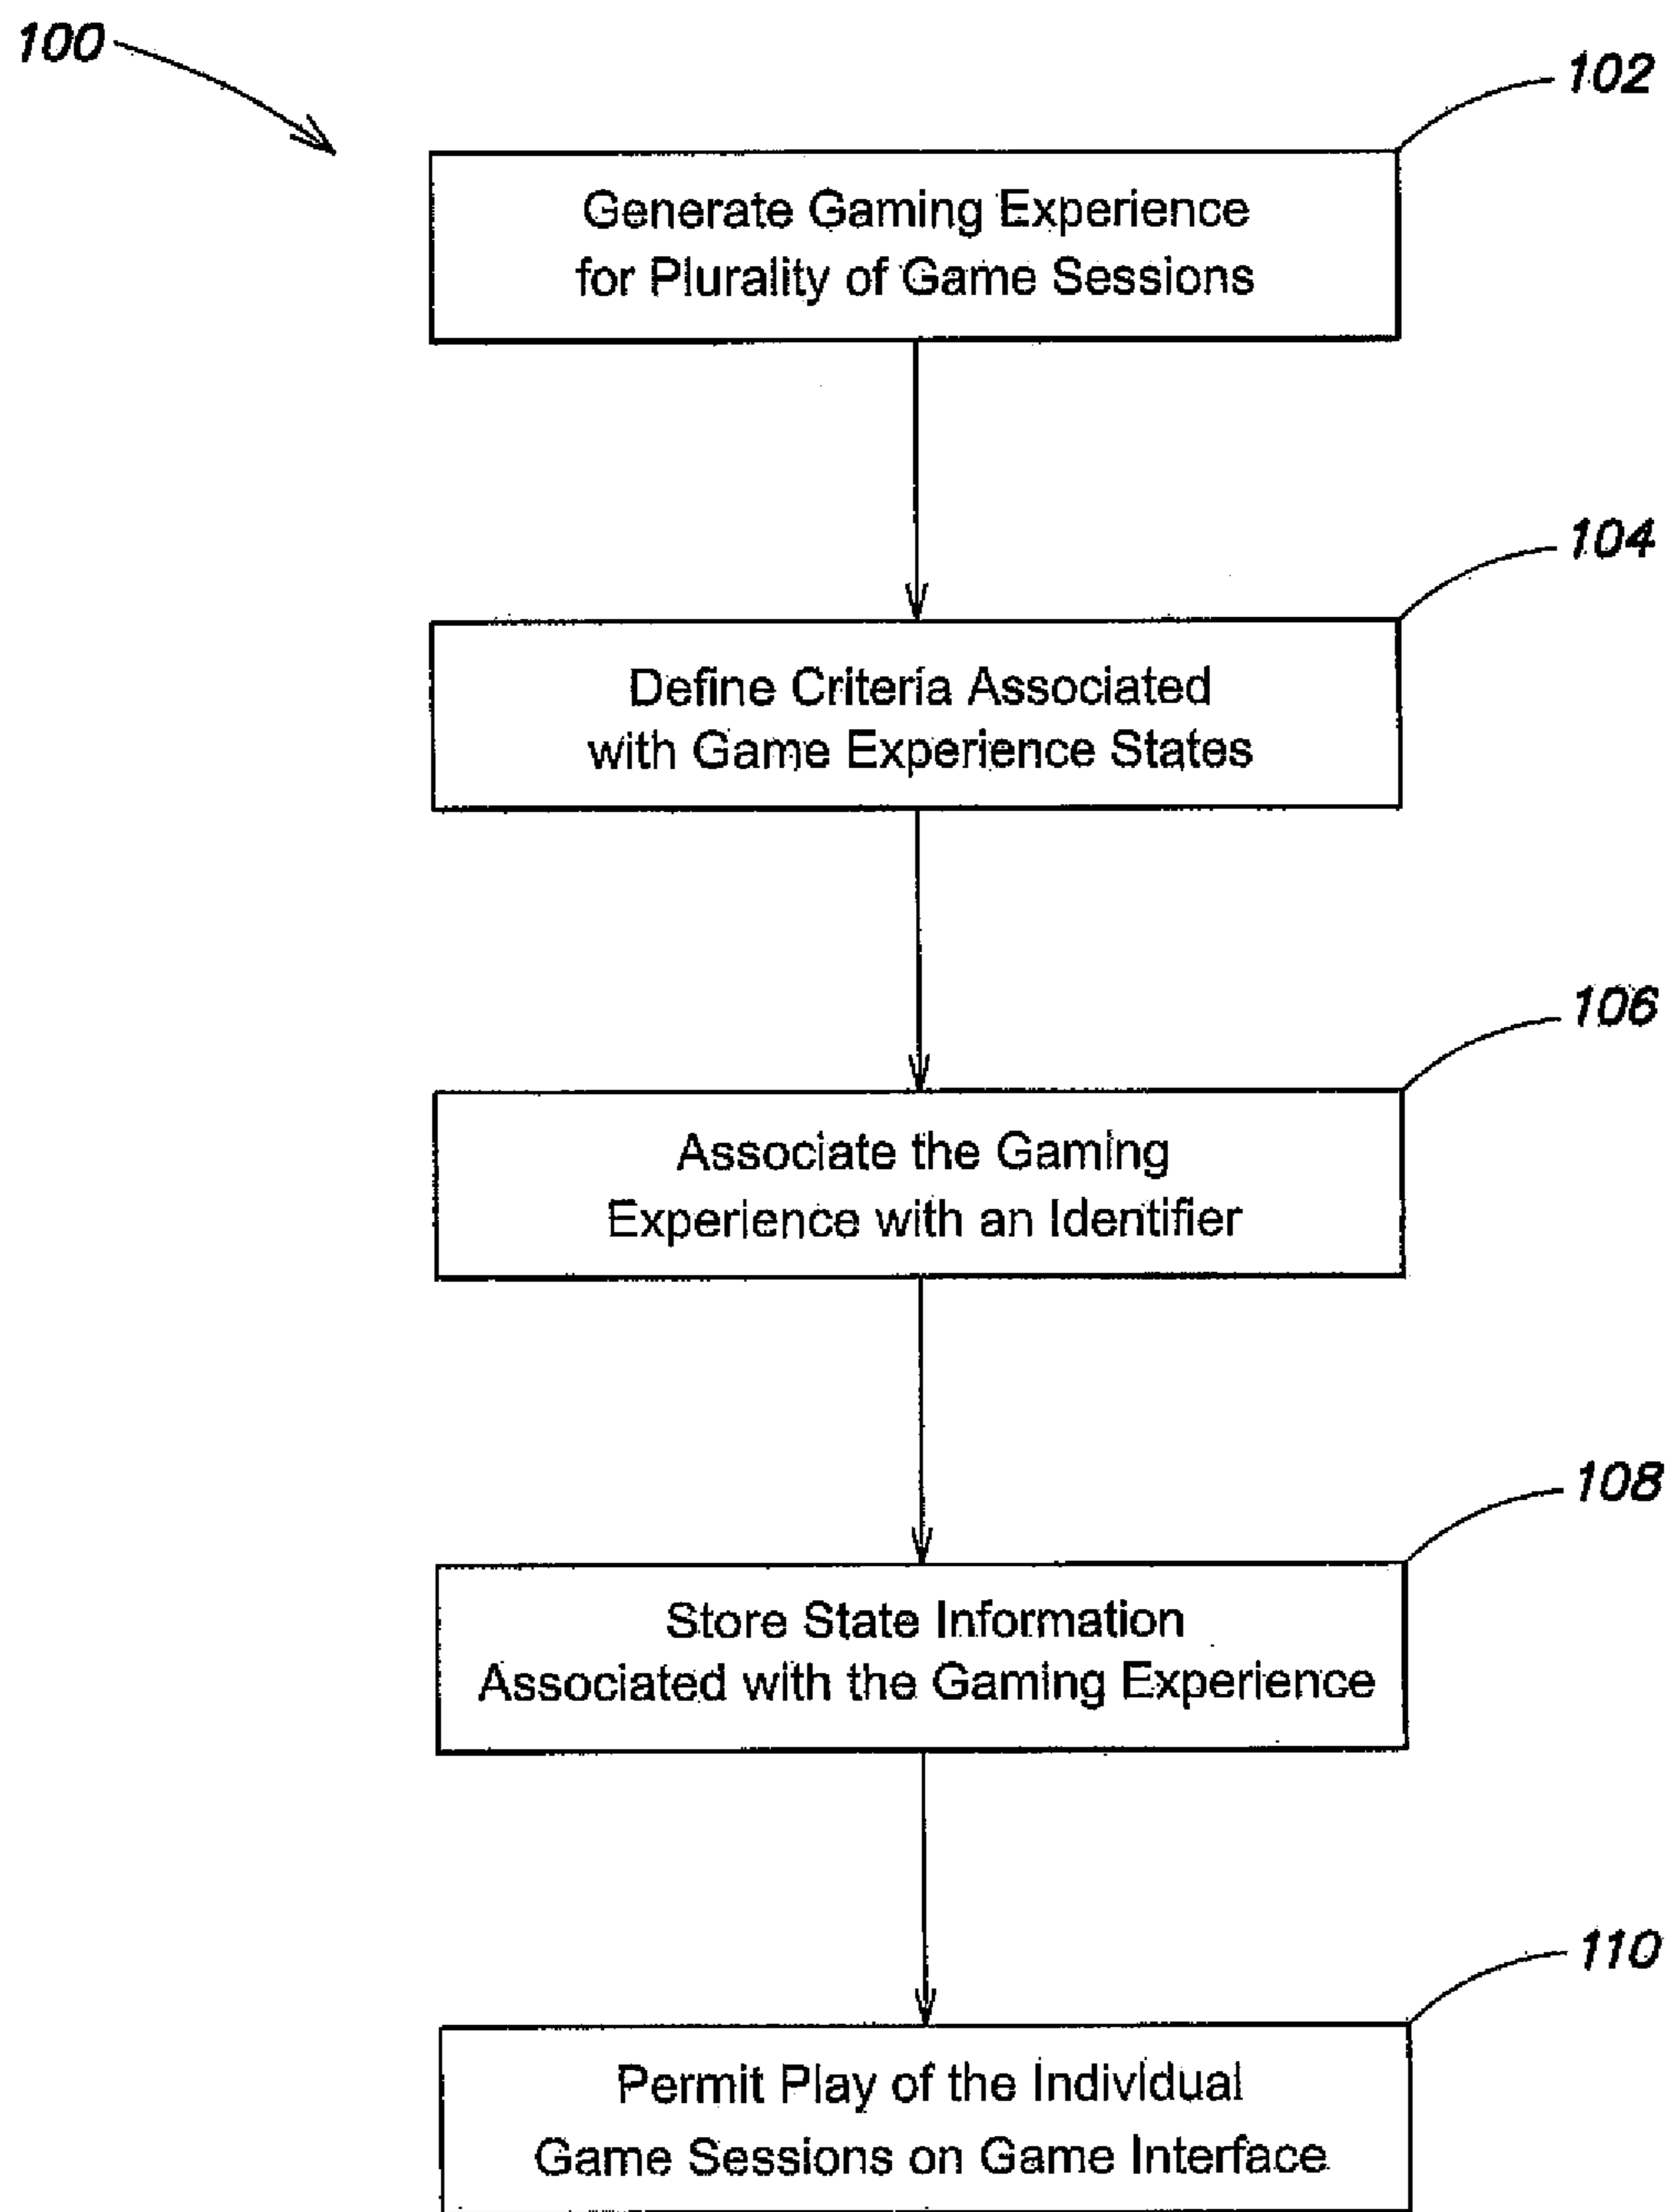 100
102
Generate Gaming Experience
for Plurality of Game Sessions
104
Define Criteria Associated
with Game Experience States
106
Associate the Gaming
Experience with an Identifier
108
Store State Information
Associated with the Gaming Experience
110
Permit Play of the Individual
Game Sessions on Game Interface